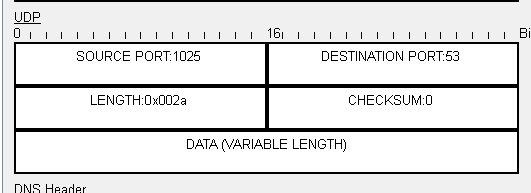 UDP
0 16 Bi
SOURCE PORT:1025 DESTINATION PORT:53
LENGTH:0x002a CHECKSUM:0
DATA (VARIABLE LENGTH)
DNS Header